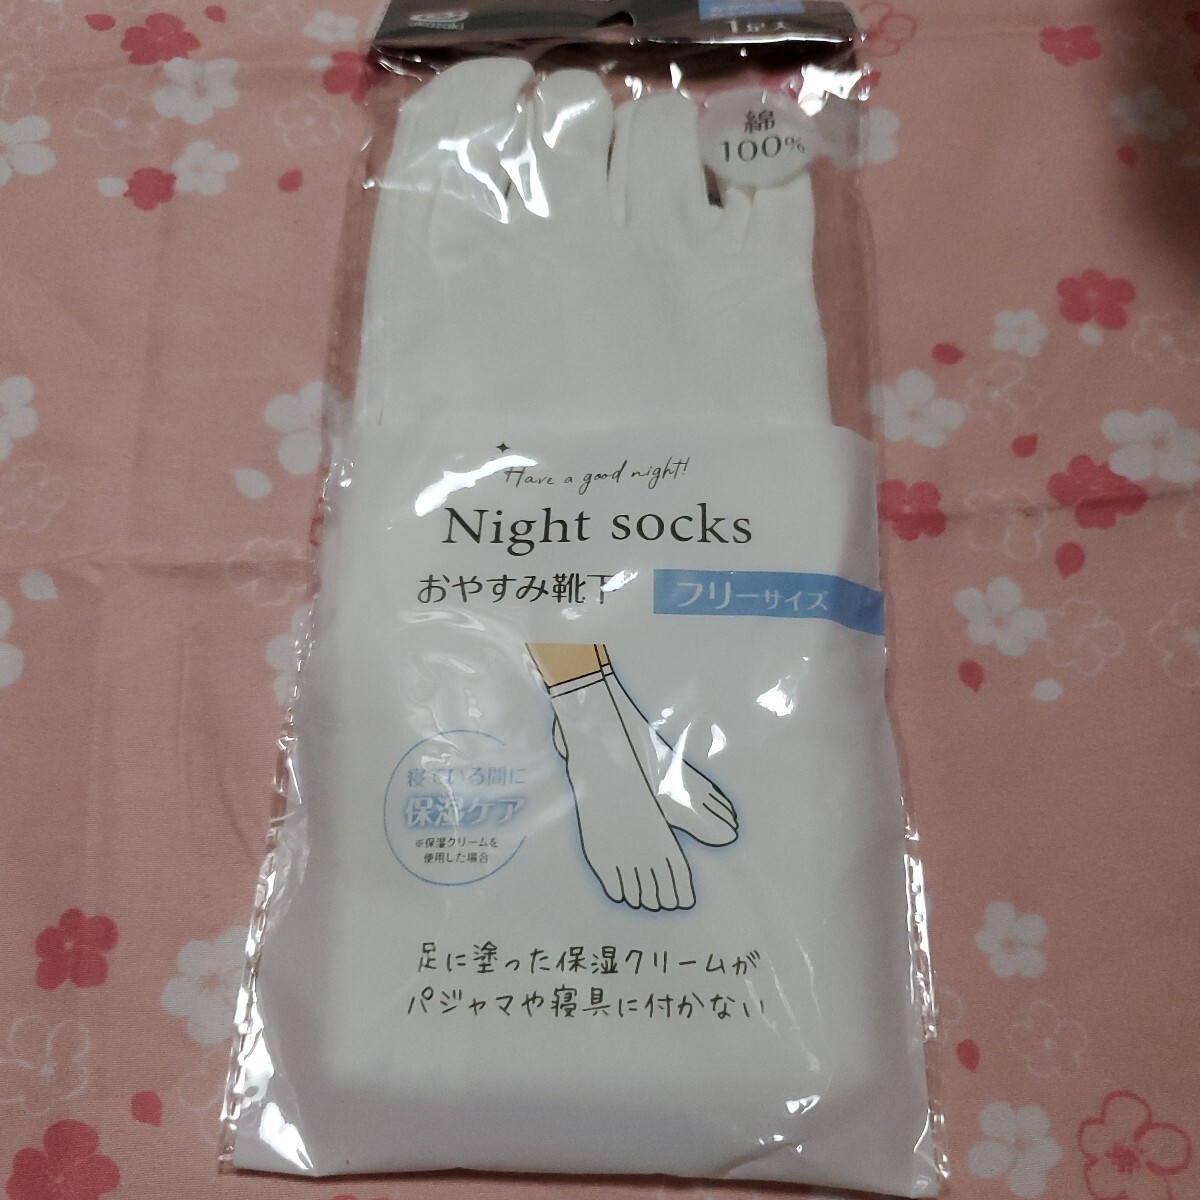 1足入
綿
100%
Have a good night!
Night socks
おやすみ靴下
フリーサイズ
寝ている間に
保湿ケア
※保湿クリームを
使用した場合
足に塗った保湿クリームが
パジャマや寝具に付かない